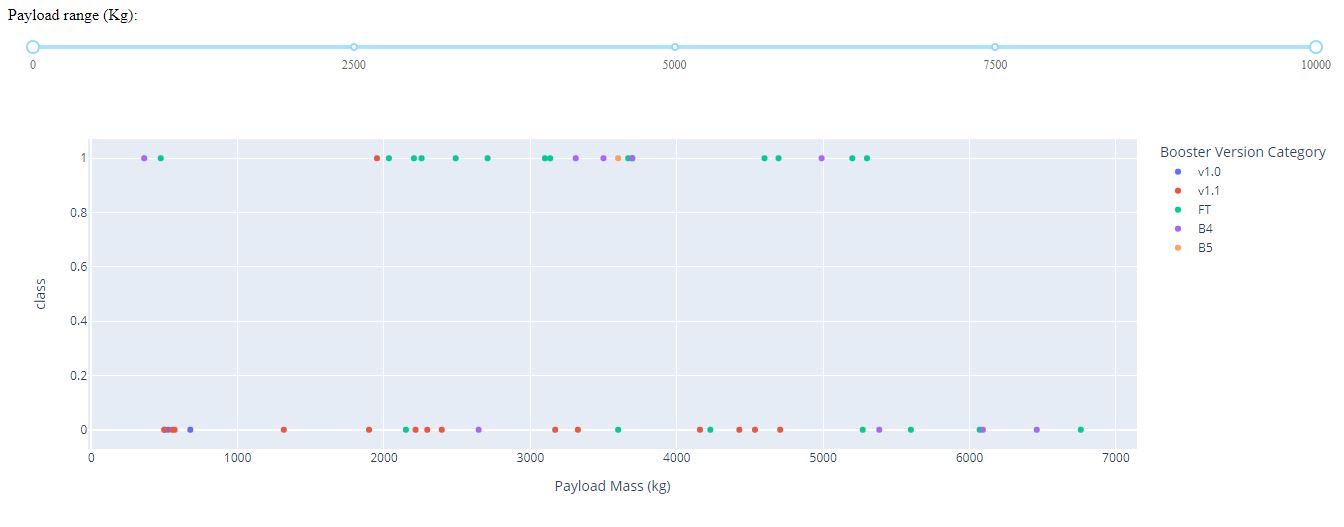 Payload range (Kg):
0 2500 5000 7500 10000
Booster Version Category
v1.0
v1.1
FT
B4
B5
1
0.8
0.6
0.4
0.2
0
class
0 1000 2000 3000 4000 5000 6000 7000
Payload Mass (kg)